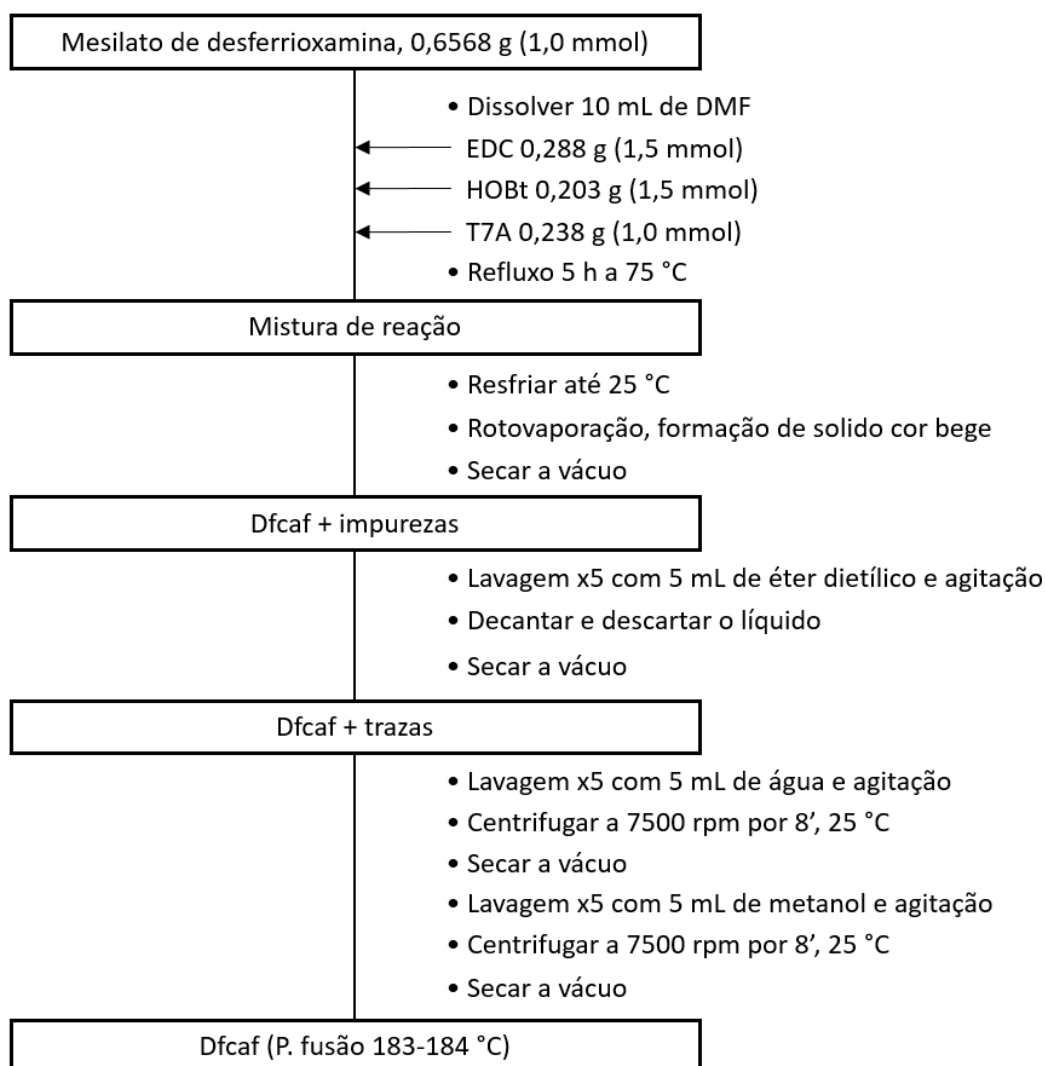 Mesilato de desferrioxamina, 0,6568 g (1,0 mmol)
• Dissolver 10 mL de DMF
EDC 0,288 g (1,5 mmol)
HOBt 0,203 g (1,5 mmol)
T7A 0,238 g (1,0 mmol)
• Refluxo 5 h a 75 °C
Mistura de reação
• Resfriar até 25 °C
• Rotovaporação, formação de solido cor bege
• Secar a vácuo
Dfcaf + impurezas
• Lavagem x5 com 5 mL de éter dietílico e agitação
• Decantar e descartar o líquido
• Secar a vácuo
Dfcaf + trazas
• Lavagem x5 com 5 mL de água e agitação
• Centrifugar a 7500 rpm por 8’, 25 °C
• Secar a vácuo
• Lavagem x5 com 5 mL de metanol e agitação
• Centrifugar a 7500 rpm por 8’, 25 °C
• Secar a vácuo
Dfcaf (P. fusão 183-184 °C)